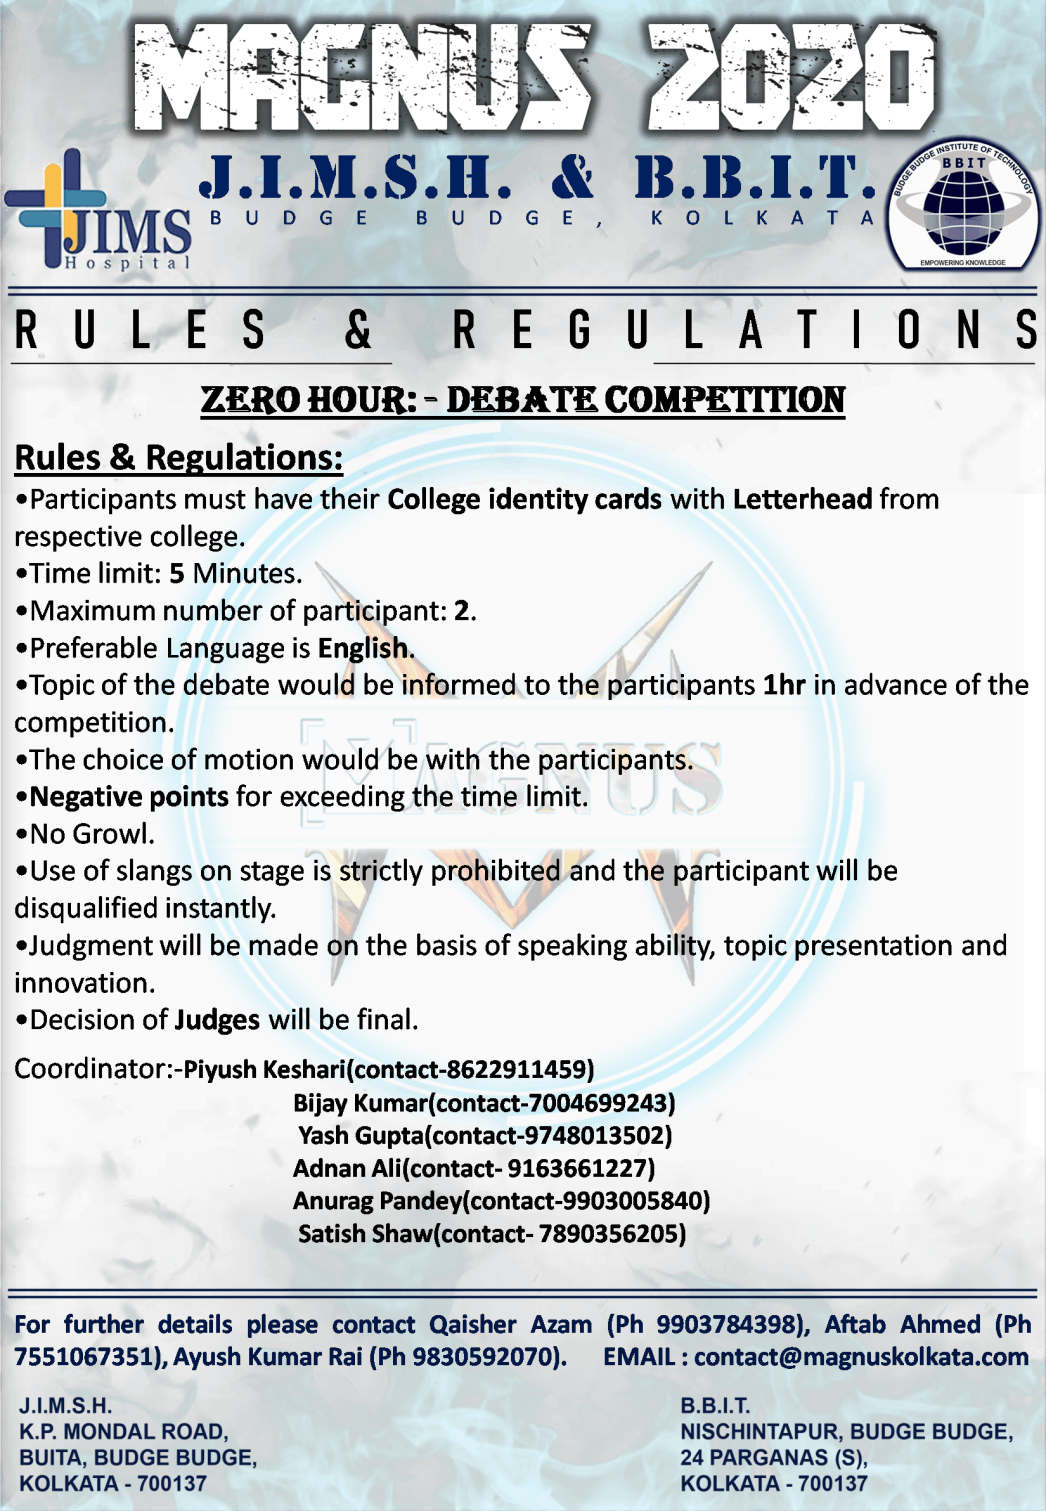 MAGNUS 2020
J.I.M.S.H. & B.B.I.T.
BUDGE BUDGE, KOLKATA
JIMS
Hospital
BUDGE BUDGE INSTITUTE OF TECHNOLOGY
BBIT
EMPOWERING KNOWLEDGE
RULES & REGULATIONS
ZERO HOUR: - DEBATE COMPETITION
Rules & Regulations:
•Participants must have their College identity cards with Letterhead from
respective college.
•Time limit: 5 Minutes.
•Maximum number of participant: 2.
•Preferable Language is English.
•Topic of the debate would be informed to the participants 1hr in advance of the
competition.
•The choice of motion would be with the participants.
•Negative points for exceeding the time limit.
•No Growl.
•Use of slangs on stage is strictly prohibited and the participant will be
disqualified instantly.
•Judgment will be made on the basis of speaking ability, topic presentation and
innovation.
•Decision of Judges will be final.
MAGNUS
Coordinator:-Piyush Keshari(contact-8622911459)
Bijay Kumar(contact-7004699243)
Yash Gupta(contact-9748013502)
Adnan Ali(contact- 9163661227)
Anurag Pandey(contact-9903005840)
Satish Shaw(contact- 7890356205)
For further details please contact Qaisher Azam (Ph 9903784398), Aftab Ahmed (Ph
7551067351), Ayush Kumar Rai (Ph 9830592070). EMAIL : contact@magnuskolkata.com
J.I.M.S.H.
K.P. MONDAL ROAD,
BUITA, BUDGE BUDGE,
KOLKATA - 700137
B.B.I.T.
NISCHINTAPUR, BUDGE BUDGE,
24 PARGANAS (S),
KOLKATA - 700137